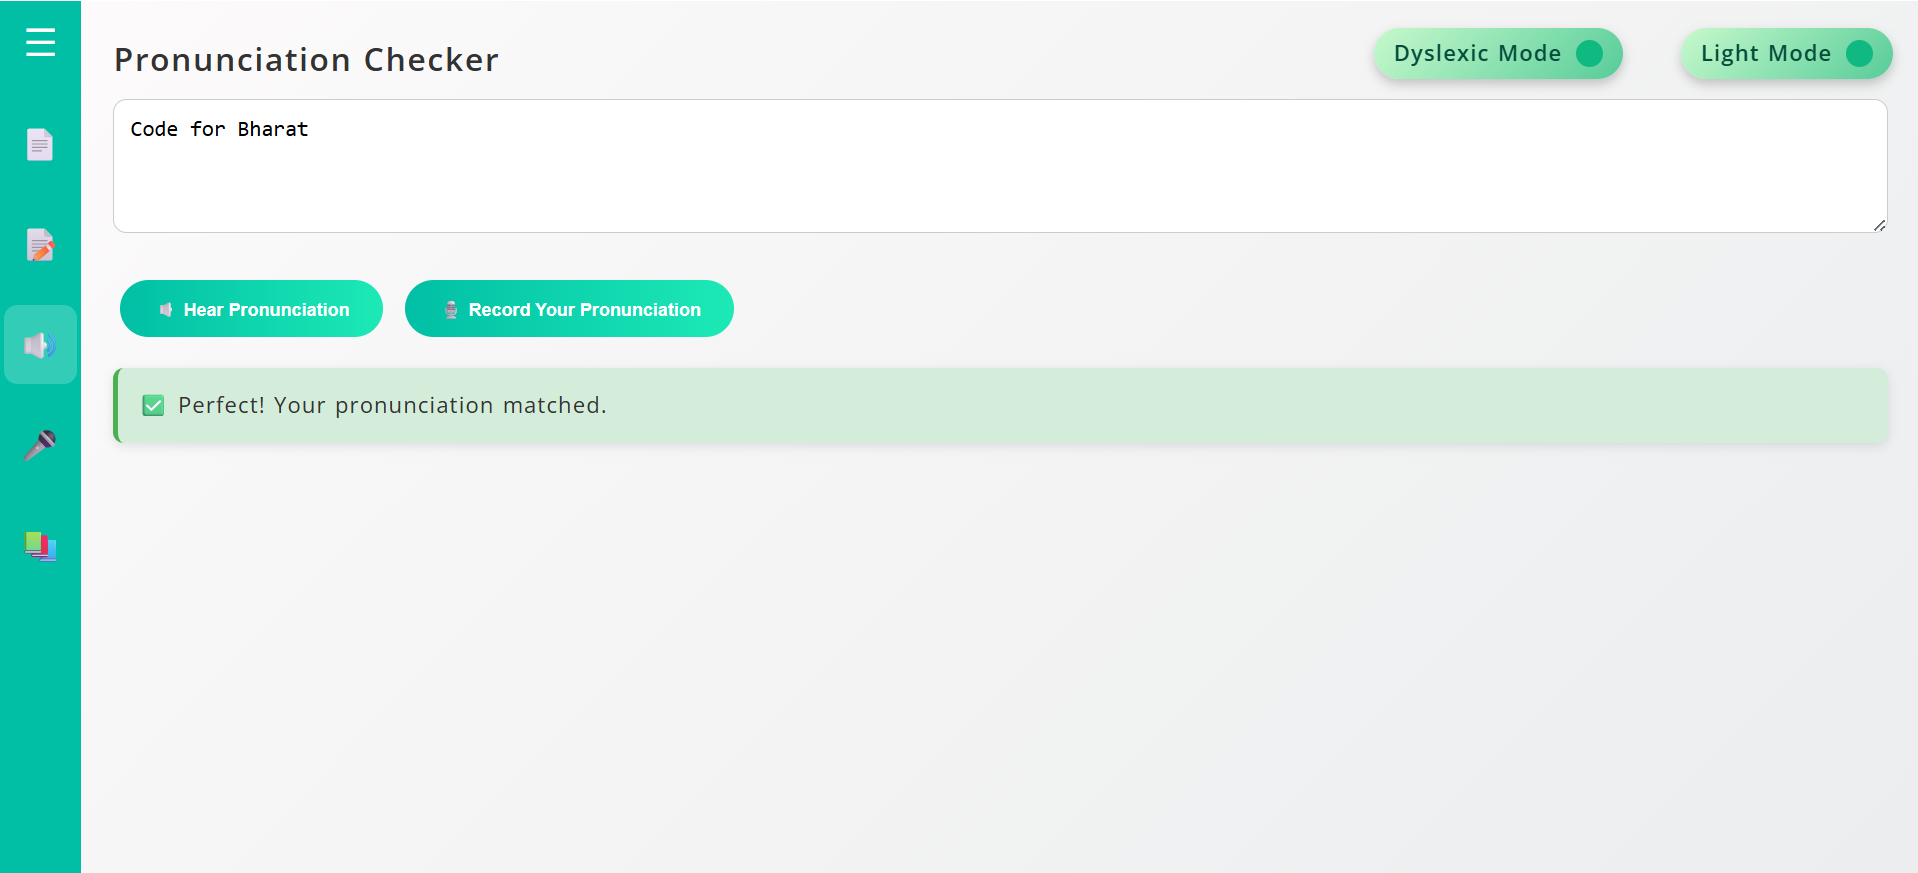 Pronunciation Checker
Dyslexic Mode
Light Mode
Code for Bharat
Hear Pronunciation
Record Your Pronunciation
Perfect! Your pronunciation matched.